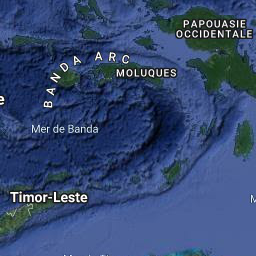 PAPOUASIE
OCCIDENTALE
BANDA ARC
MOLUQUES
e
Mer de Banda
Timor-Leste
M